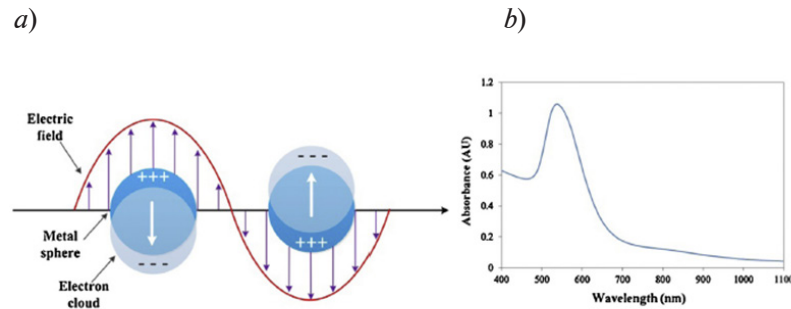 a)
b)
Electric
field
Metal
sphere
Electron
cloud
+++
- - -
- - -
+++
Absorbance (AU)
1.2
1
0.8
0.6
0.4
0.2
0
400 500 600 700 800 900 1000 1100
Wavelength (nm)